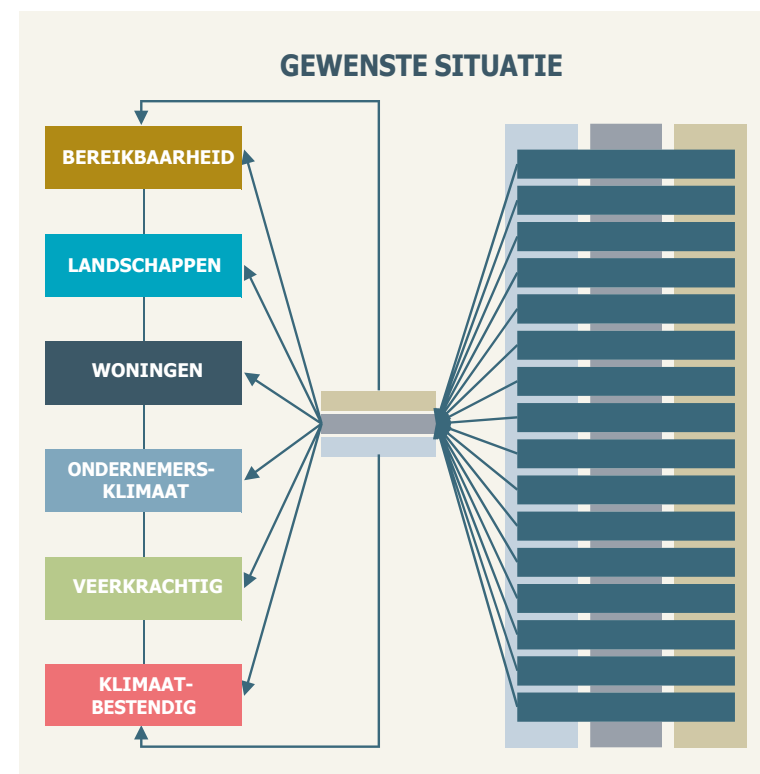 GEWENSTE SITUATIE
BEREIKBAARHEID
LANDSCHAPPEN
WONINGEN
ONDERNEMERS-
KLIMAAT
VEERKRACHTIG
KLIMAAT-
BESTENDIG